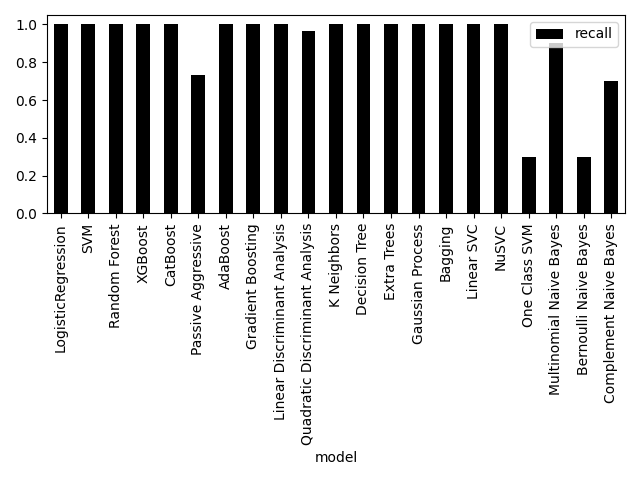 1.0
0.8
0.6
0.4
0.2
0.0
recall
LogisticRegression
SVM
Random Forest
XGBoost
CatBoost
Passive Aggressive
AdaBoost
Gradient Boosting
Linear Discriminant Analysis
Quadratic Discriminant Analysis
K Neighbors
Decision Tree
Extra Trees
Gaussian Process
Bagging
Linear SVC
NuSVC
One Class SVM
Multinomial Naive Bayes
Bernoulli Naive Bayes
Complement Naive Bayes
model